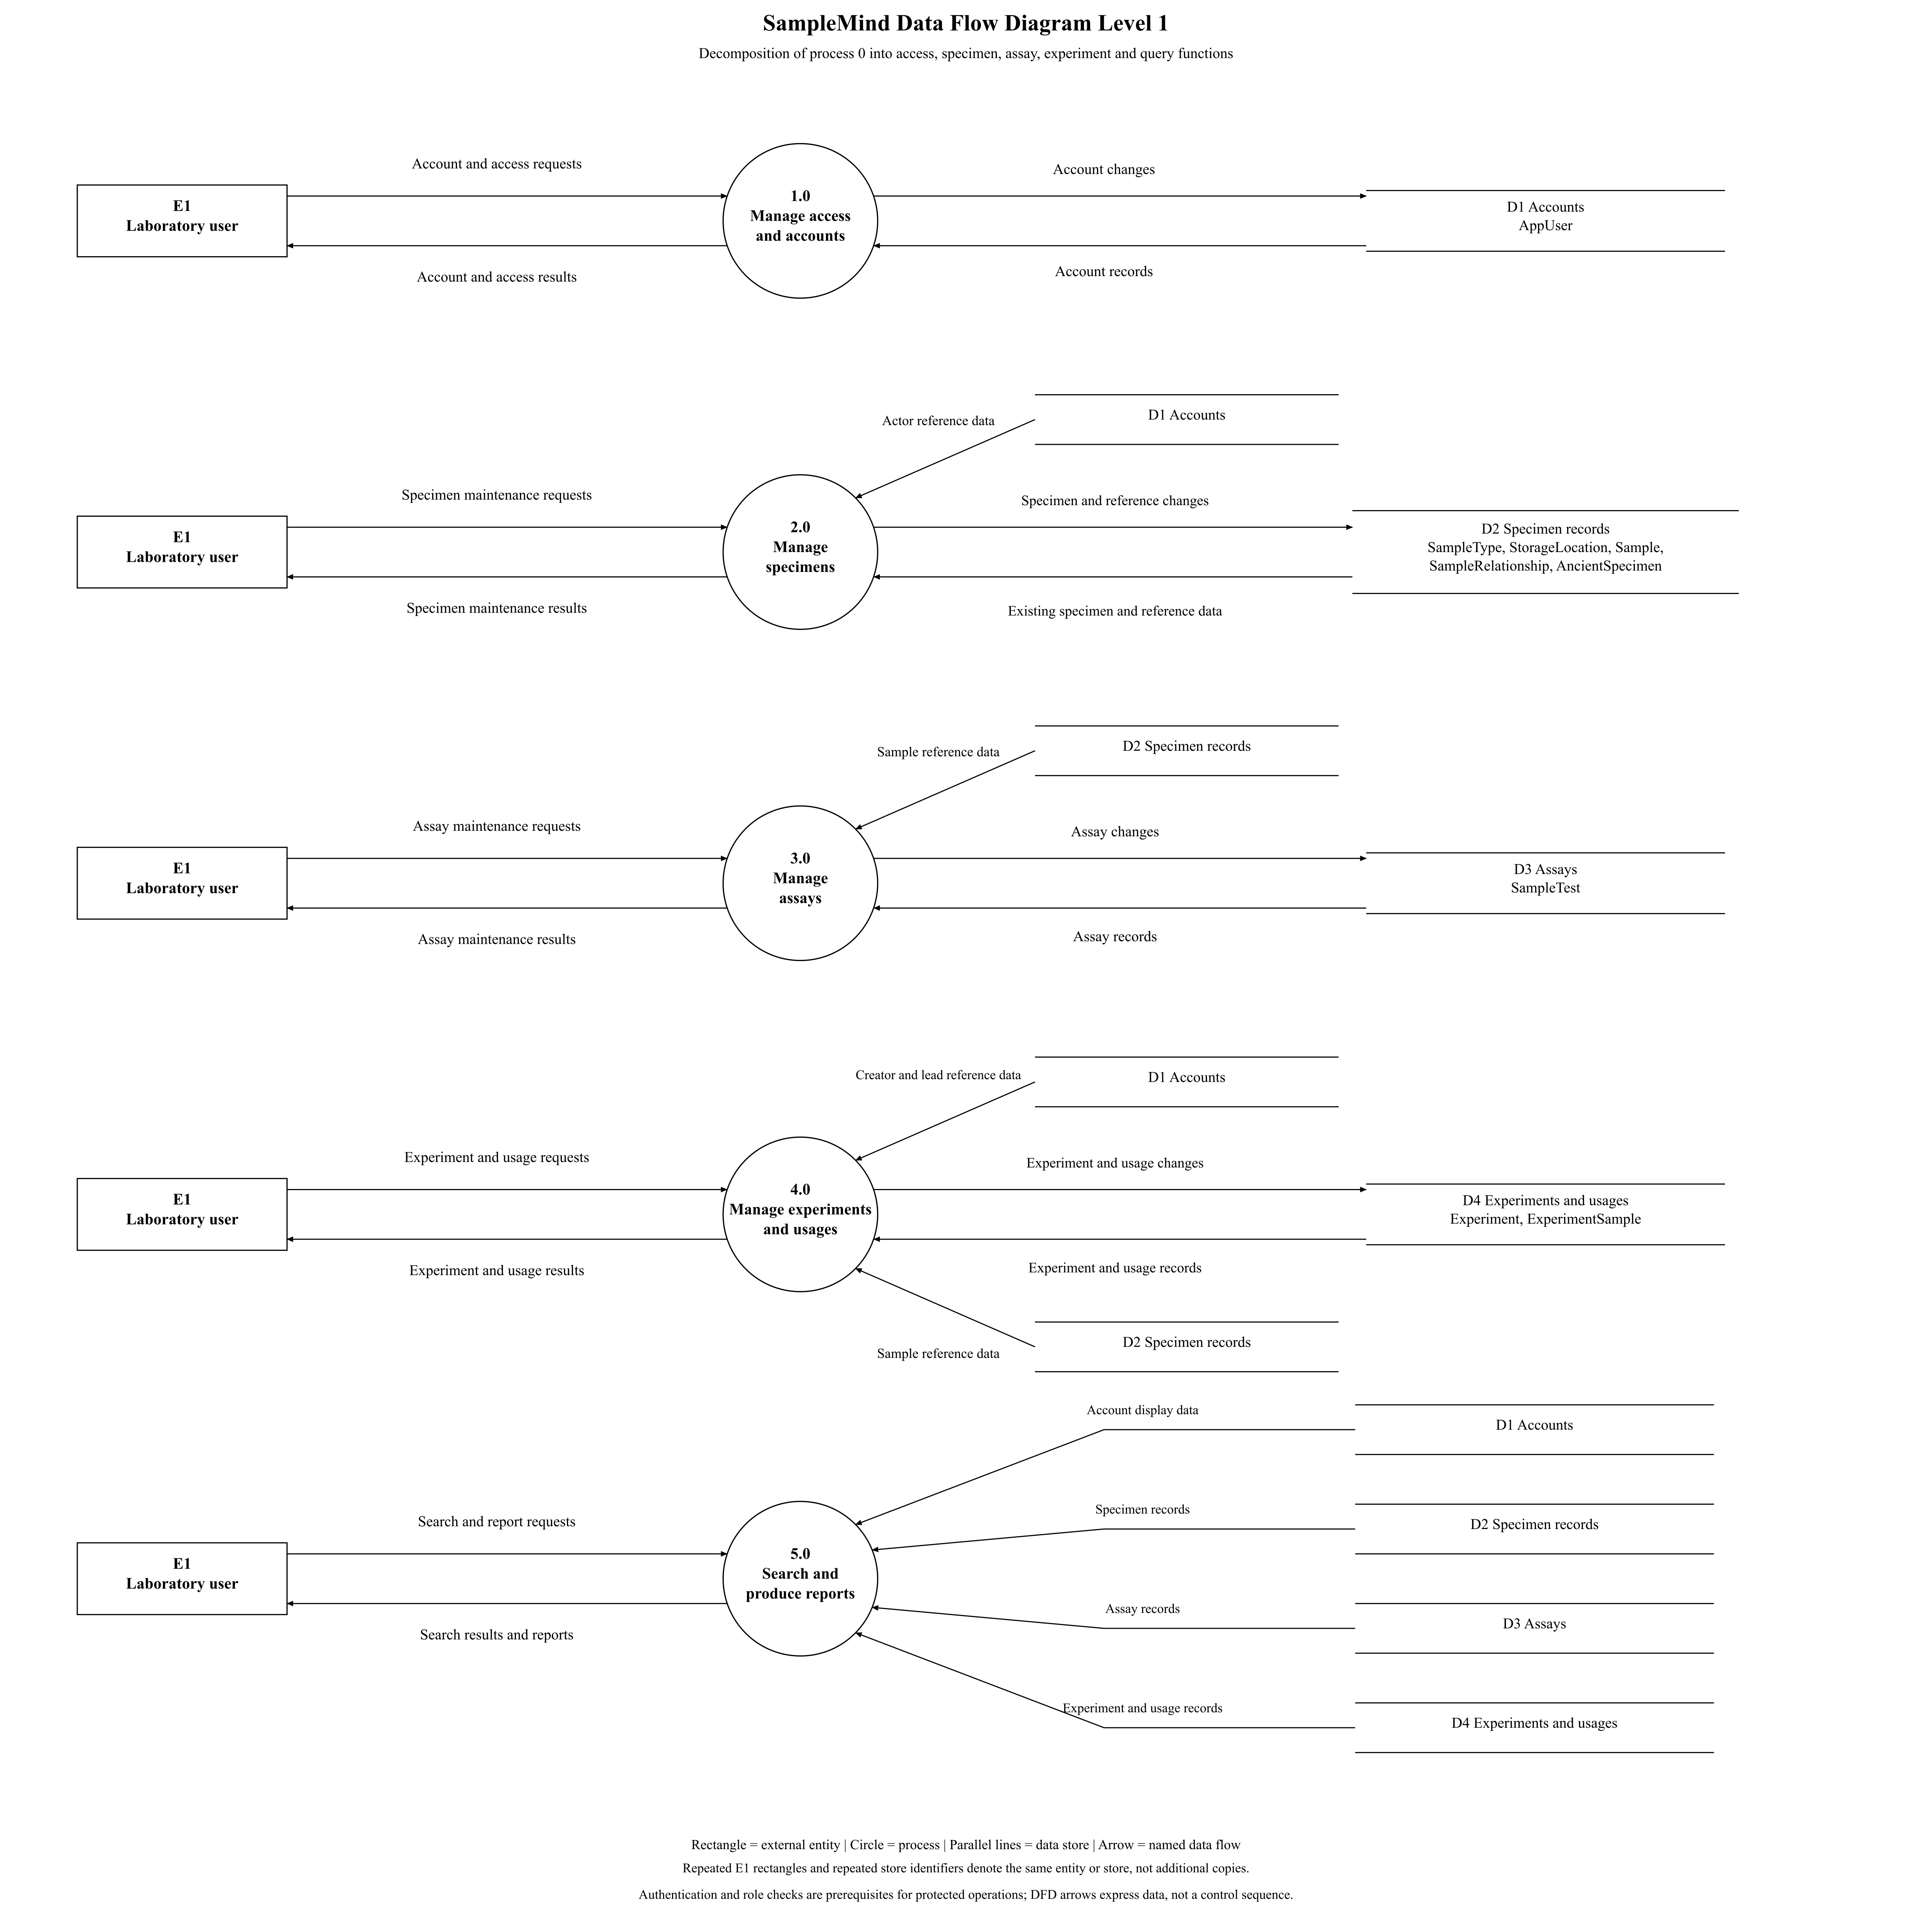 SampleMind Data Flow Diagram Level 1
Decomposition of process 0 into access, specimen, assay, experiment and query functions
Account and access requests
Account changes
E1
Laboratory user
1.0
Manage access
and accounts
D1 Accounts
AppUser
Account and access results
Account records
Actor reference data
D1 Accounts
Specimen maintenance requests
Specimen and reference changes
E1
Laboratory user
2.0
Manage
specimens
D2 Specimen records
SampleType, StorageLocation, Sample,
SampleRelationship, AncientSpecimen
Specimen maintenance results
Existing specimen and reference data
Sample reference data
D2 Specimen records
Assay maintenance requests
Assay changes
E1
Laboratory user
3.0
Manage
assays
D3 Assays
SampleTest
Assay maintenance results
Assay records
Creator and lead reference data
D1 Accounts
Experiment and usage requests
Experiment and usage changes
E1
Laboratory user
4.0
Manage experiments
and usages
D4 Experiments and usages
Experiment, ExperimentSample
Experiment and usage results
Experiment and usage records
Sample reference data
D2 Specimen records
Account display data
D1 Accounts
Search and report requests
Specimen records
D2 Specimen records
E1
Laboratory user
5.0
Search and
produce reports
Assay records
D3 Assays
Search results and reports
Experiment and usage records
D4 Experiments and usages
Rectangle = external entity | Circle = process | Parallel lines = data store | Arrow = named data flow
Repeated E1 rectangles and repeated store identifiers denote the same entity or store, not additional copies.
Authentication and role checks are prerequisites for protected operations; DFD arrows express data, not a control sequence.